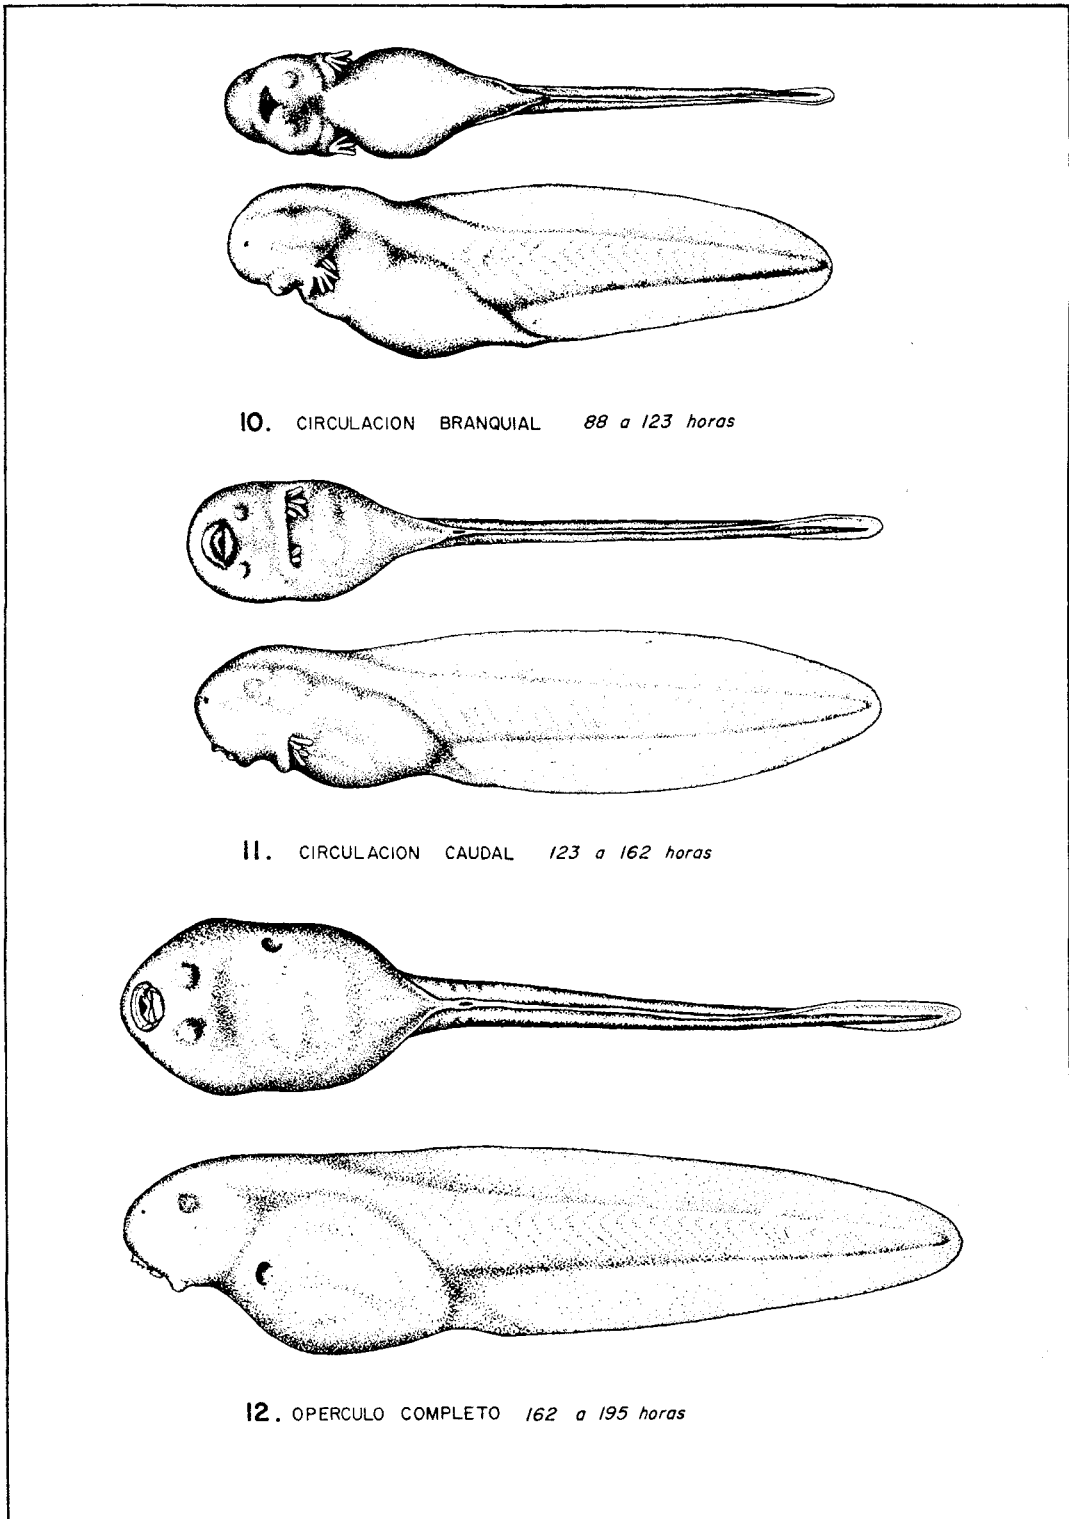 10. CIRCULACION BRANQUIAL 88 a 123 horas
11. CIRCULACION CAUDAL 123 a 162 horas
12. OPERCULO COMPLETO 162 a 195 horas